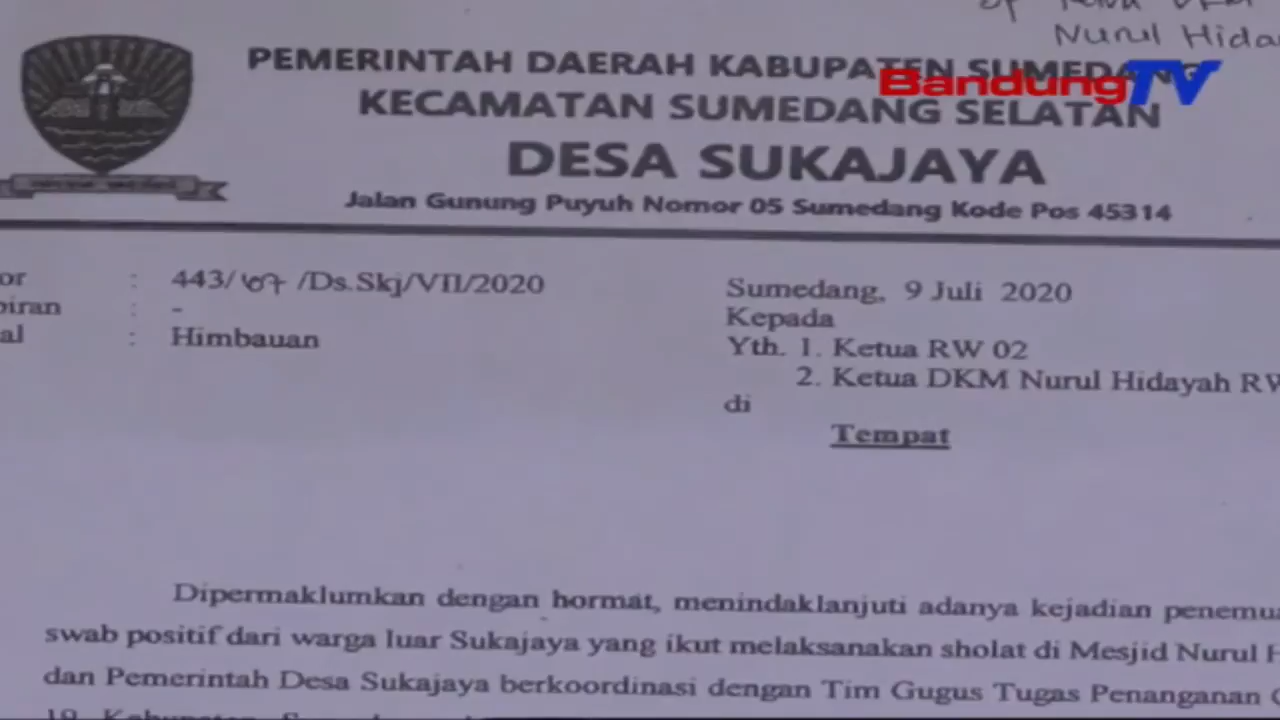 Nurul Hida
PEMERINTAH DAERAH KABUPATEN SUMEDANG
BandungTV
KECAMATAN SUMEDANG SELATAN
DESA SUKAJAYA
Jalan Gunung Puyuh Nomor 05 Sumedang Kode Pos 45314
or : 443/ 67 /Ds.Skj/VII/2020
piran : -
al : Himbauan
Sumedang, 9 Juli 2020
Kepada
Yth. 1. Ketua RW 02
2. Ketua DKM Nurul Hidayah RW
di
Tempat
Dipermaklumkan dengan hormat, menindaklanjuti adanya kejadian penemua
swab positif dari warga luar Sukajaya yang ikut melaksanakan sholat di Mesjid Nurul H
dan Pemerintah Desa Sukajaya berkoordinasi dengan Tim Gugus Tugas Penanganan C
19 Kabupaten